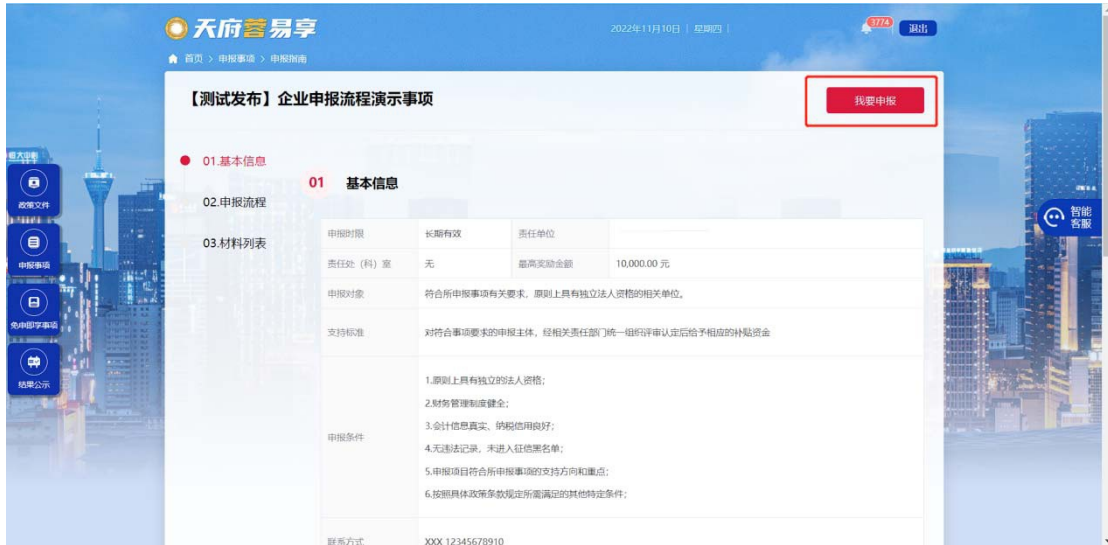 天府蓉易享
2022年11月10日 | 星期四 |
3774
退出
首页 > 申报事项 > 申报指南
【测试发布】企业申报流程演示事项
我要申报
01.基本信息
02.申报流程
03.材料列表
01 基本信息
申报时限 长期有效 责任单位
责任处（科）室 无 最高奖励金额 10,000.00 元
申报对象 符合所申报事项有关要求，原则上具有独立法人资格的相关单位。
支持标准 对符合事项要求的申报主体，经相关责任部门统一组织评审认定后给予相应的补贴资金
申报条件
1.原则上具有独立的法人资格；
2.财务管理制度健全；
3.会计信息真实、纳税信用良好；
4.无违法记录，未进入征信黑名单；
5.申报项目符合所申报事项的支持方向和重点；
6.按照具体政策条款规定所需满足的其他特定条件；
联系方式 XXX 12345678910
政策文件
申报事项
免申即享事项
结果公示
智能
客服